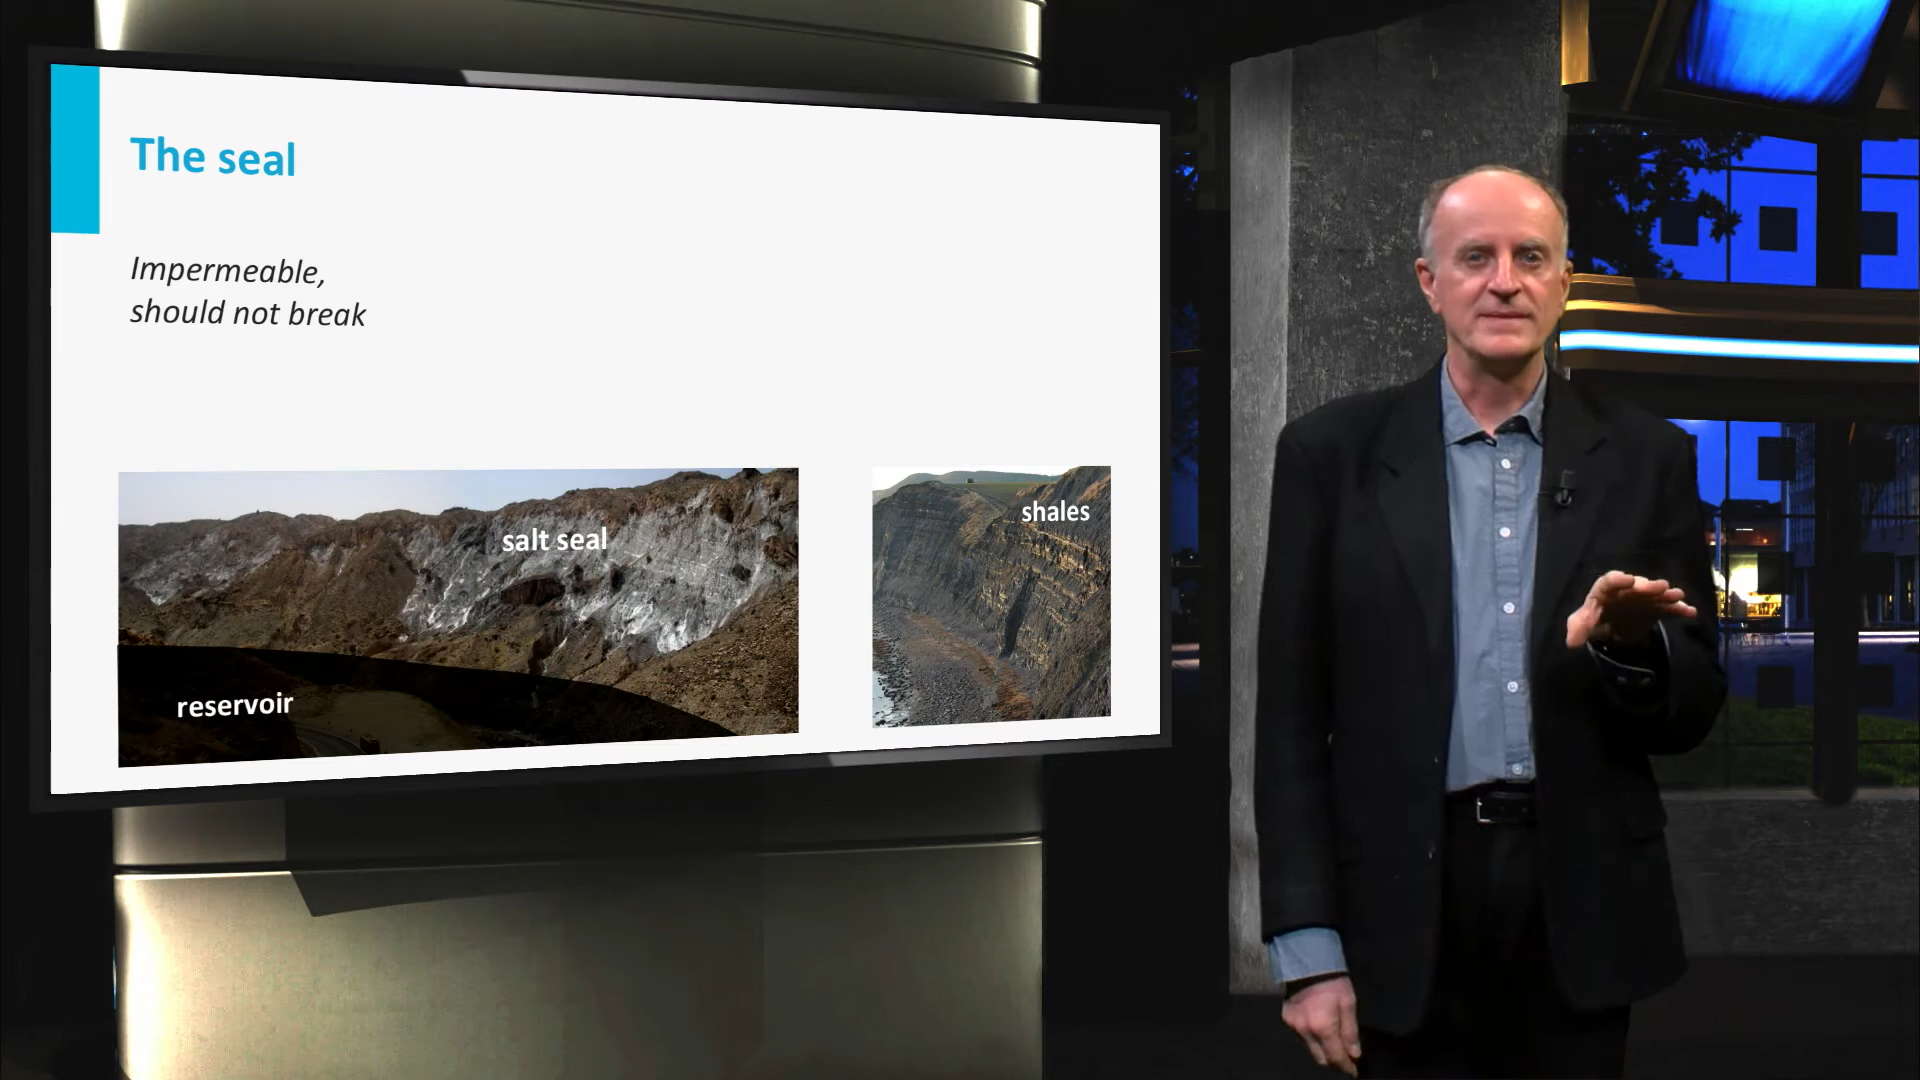 The seal
Impermeable,
should not break
salt seal
reservoir
shales